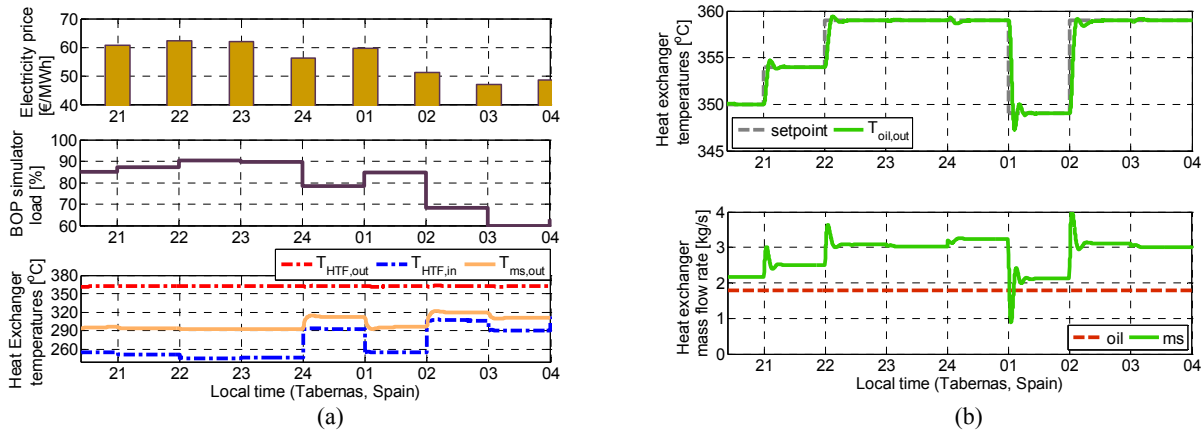 Electricity price
[€/MWh]
70
60
50
40
21 22 23 24 01 02 03 04
BOP simulator
load [%]
100
90
80
70
60
21 22 23 24 01 02 03 04
Heat Exchanger
temperatures [°C]
380
360
320
290
260
T HTF,out T HTF,in T ms,out
21 22 23 24 01 02 03 04
Local time (Tabernas, Spain)
(a)
Heat exchanger
temperatures [°C]
360
355
350
345
setpoint T oil,out
21 22 23 24 01 02 03 04
Heat exchanger
mass flow rate [kg/s]
4
3
2
1
0
oil ms
21 22 23 24 01 02 03 04
Local time (Tabernas, Spain)
(b)